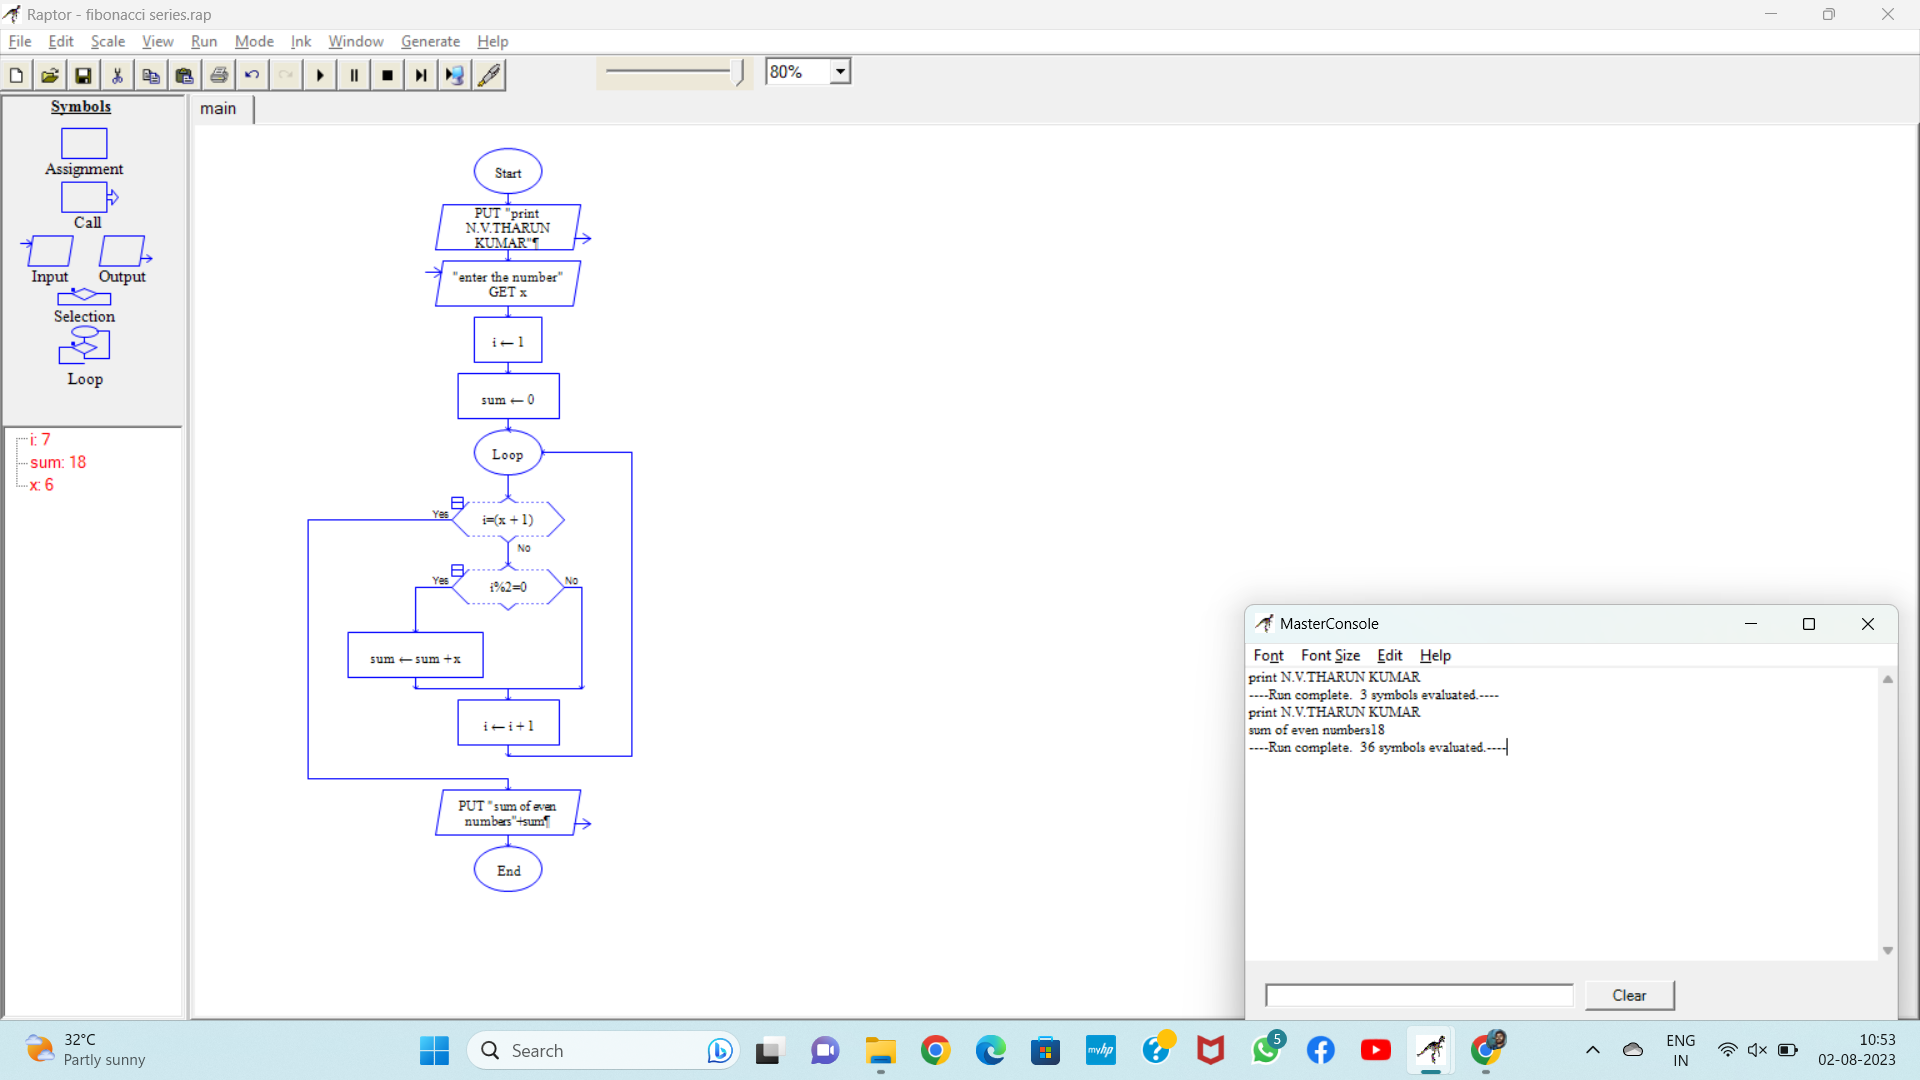 Raptor - fibonacci series.rap
File Edit Scale View Run Mode Ink Window Generate Help
80%
Symbols
Assignment
Call
Input Output
Selection
Loop
i: 7
sum: 18
x: 6
main
Start
PUT "print
N.V.THARUN
KUMAR"¶
"enter the number"
GET x
i ← 1
sum ← 0
Loop
Yes
i=(x + 1)
No
Yes
i%2=0
No
sum ← sum +x
i ← i + 1
PUT "sum of even
numbers"+sum¶
End
MasterConsole
Font Font Size Edit Help
print N.V.THARUN KUMAR
----Run complete. 3 symbols evaluated.----
print N.V.THARUN KUMAR
sum of even numbers18
----Run complete. 36 symbols evaluated.----
Clear
32°C
Partly sunny
Search
myhp
5
ENG
IN
10:53
02-08-2023